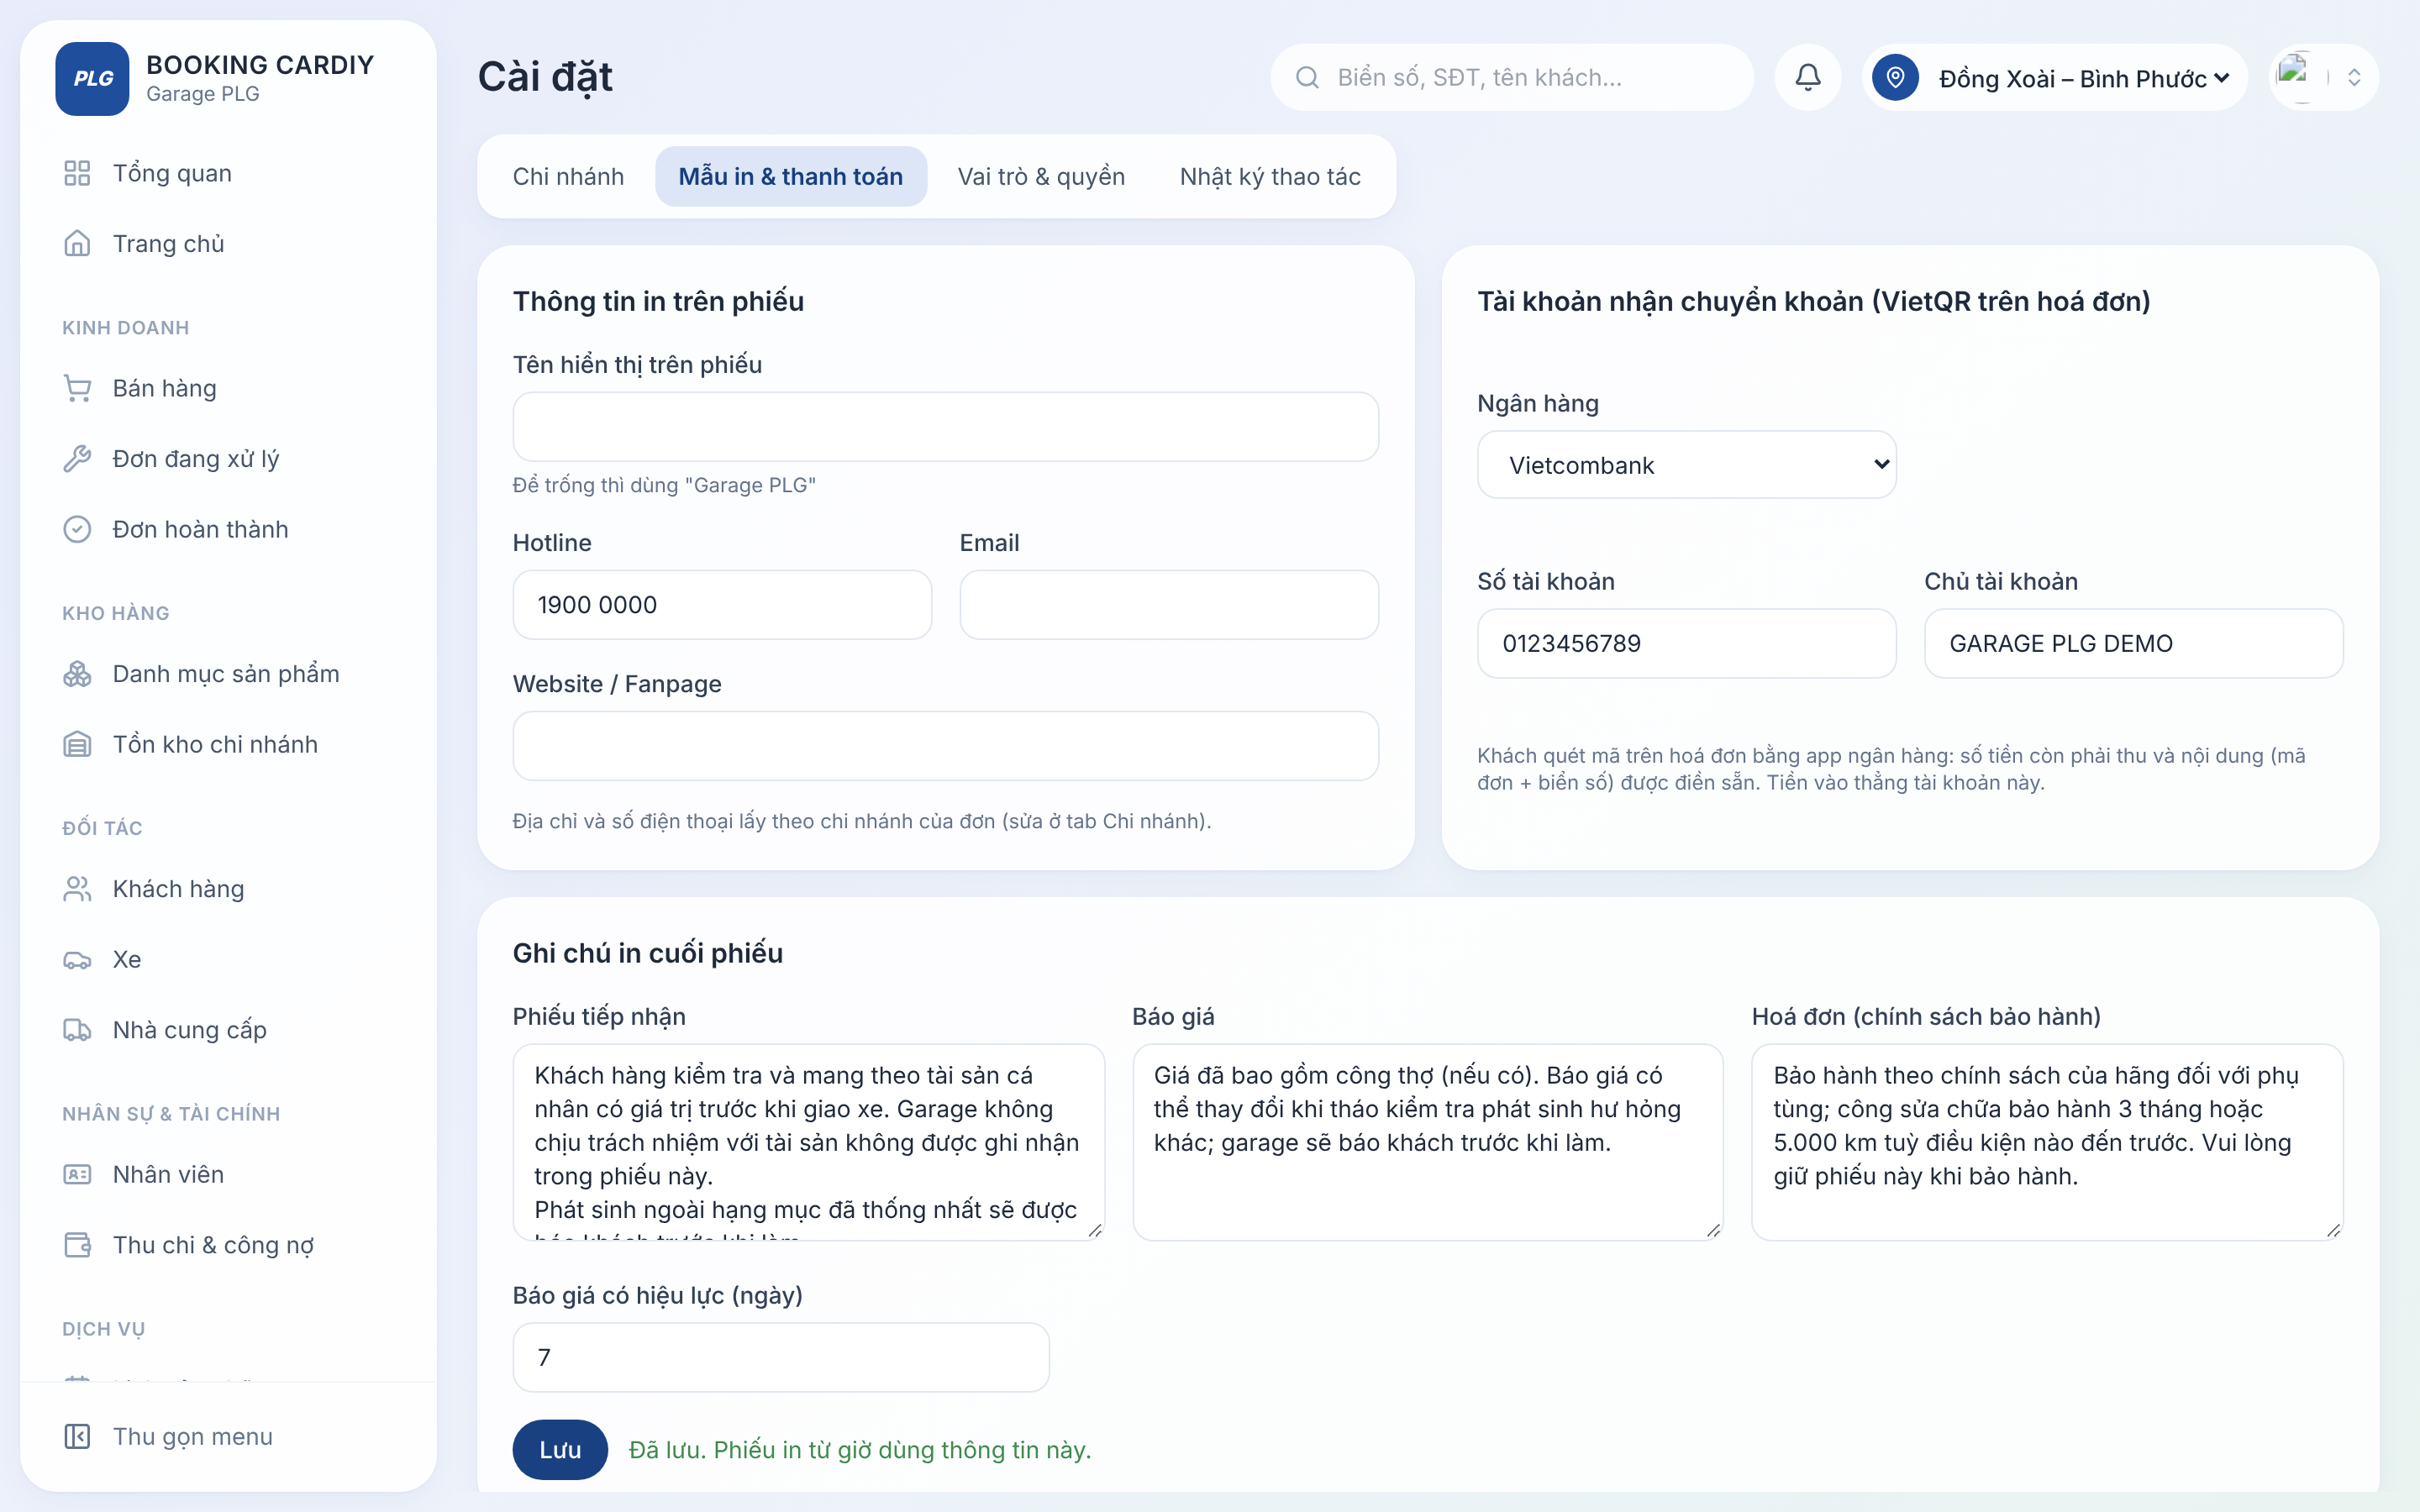 PLG
BOOKING CARDIY
Garage PLG
Tổng quan
Trang chủ
KINH DOANH
Bán hàng
Đơn đang xử lý
Đơn hoàn thành
KHO HÀNG
Danh mục sản phẩm
Tồn kho chi nhánh
ĐỐI TÁC
Khách hàng
Xe
Nhà cung cấp
NHÂN SỰ & TÀI CHÍNH
Nhân viên
Thu chi & công nợ
DỊCH VỤ
Thu gọn menu
Cài đặt
Biển số, SĐT, tên khách...
Đồng Xoài – Bình Phước
Chi nhánh
Mẫu in & thanh toán
Vai trò & quyền
Nhật ký thao tác
Thông tin in trên phiếu
Tên hiển thị trên phiếu
Để trống thì dùng "Garage PLG"
Hotline
Email
1900 0000
Website / Fanpage
Địa chỉ và số điện thoại lấy theo chi nhánh của đơn (sửa ở tab Chi nhánh).
Tài khoản nhận chuyển khoản (VietQR trên hoá đơn)
Ngân hàng
Vietcombank
Số tài khoản
Chủ tài khoản
0123456789
GARAGE PLG DEMO
Khách quét mã trên hoá đơn bằng app ngân hàng: số tiền còn phải thu và nội dung (mã
đơn + biển số) được điền sẵn. Tiền vào thẳng tài khoản này.
Ghi chú in cuối phiếu
Phiếu tiếp nhận
Khách hàng kiểm tra và mang theo tài sản cá
nhân có giá trị trước khi giao xe. Garage không
chịu trách nhiệm với tài sản không được ghi nhận
trong phiếu này.
Phát sinh ngoài hạng mục đã thống nhất sẽ được
báo khách trước khi làm.
Báo giá
Giá đã bao gồm công thợ (nếu có). Báo giá có
thể thay đổi khi tháo kiểm tra phát sinh hư hỏng
khác; garage sẽ báo khách trước khi làm.
Hoá đơn (chính sách bảo hành)
Bảo hành theo chính sách của hãng đối với phụ
tùng; công sửa chữa bảo hành 3 tháng hoặc
5.000 km tuỳ điều kiện nào đến trước. Vui lòng
giữ phiếu này khi bảo hành.
Báo giá có hiệu lực (ngày)
7
Lưu
Đã lưu. Phiếu in từ giờ dùng thông tin này.